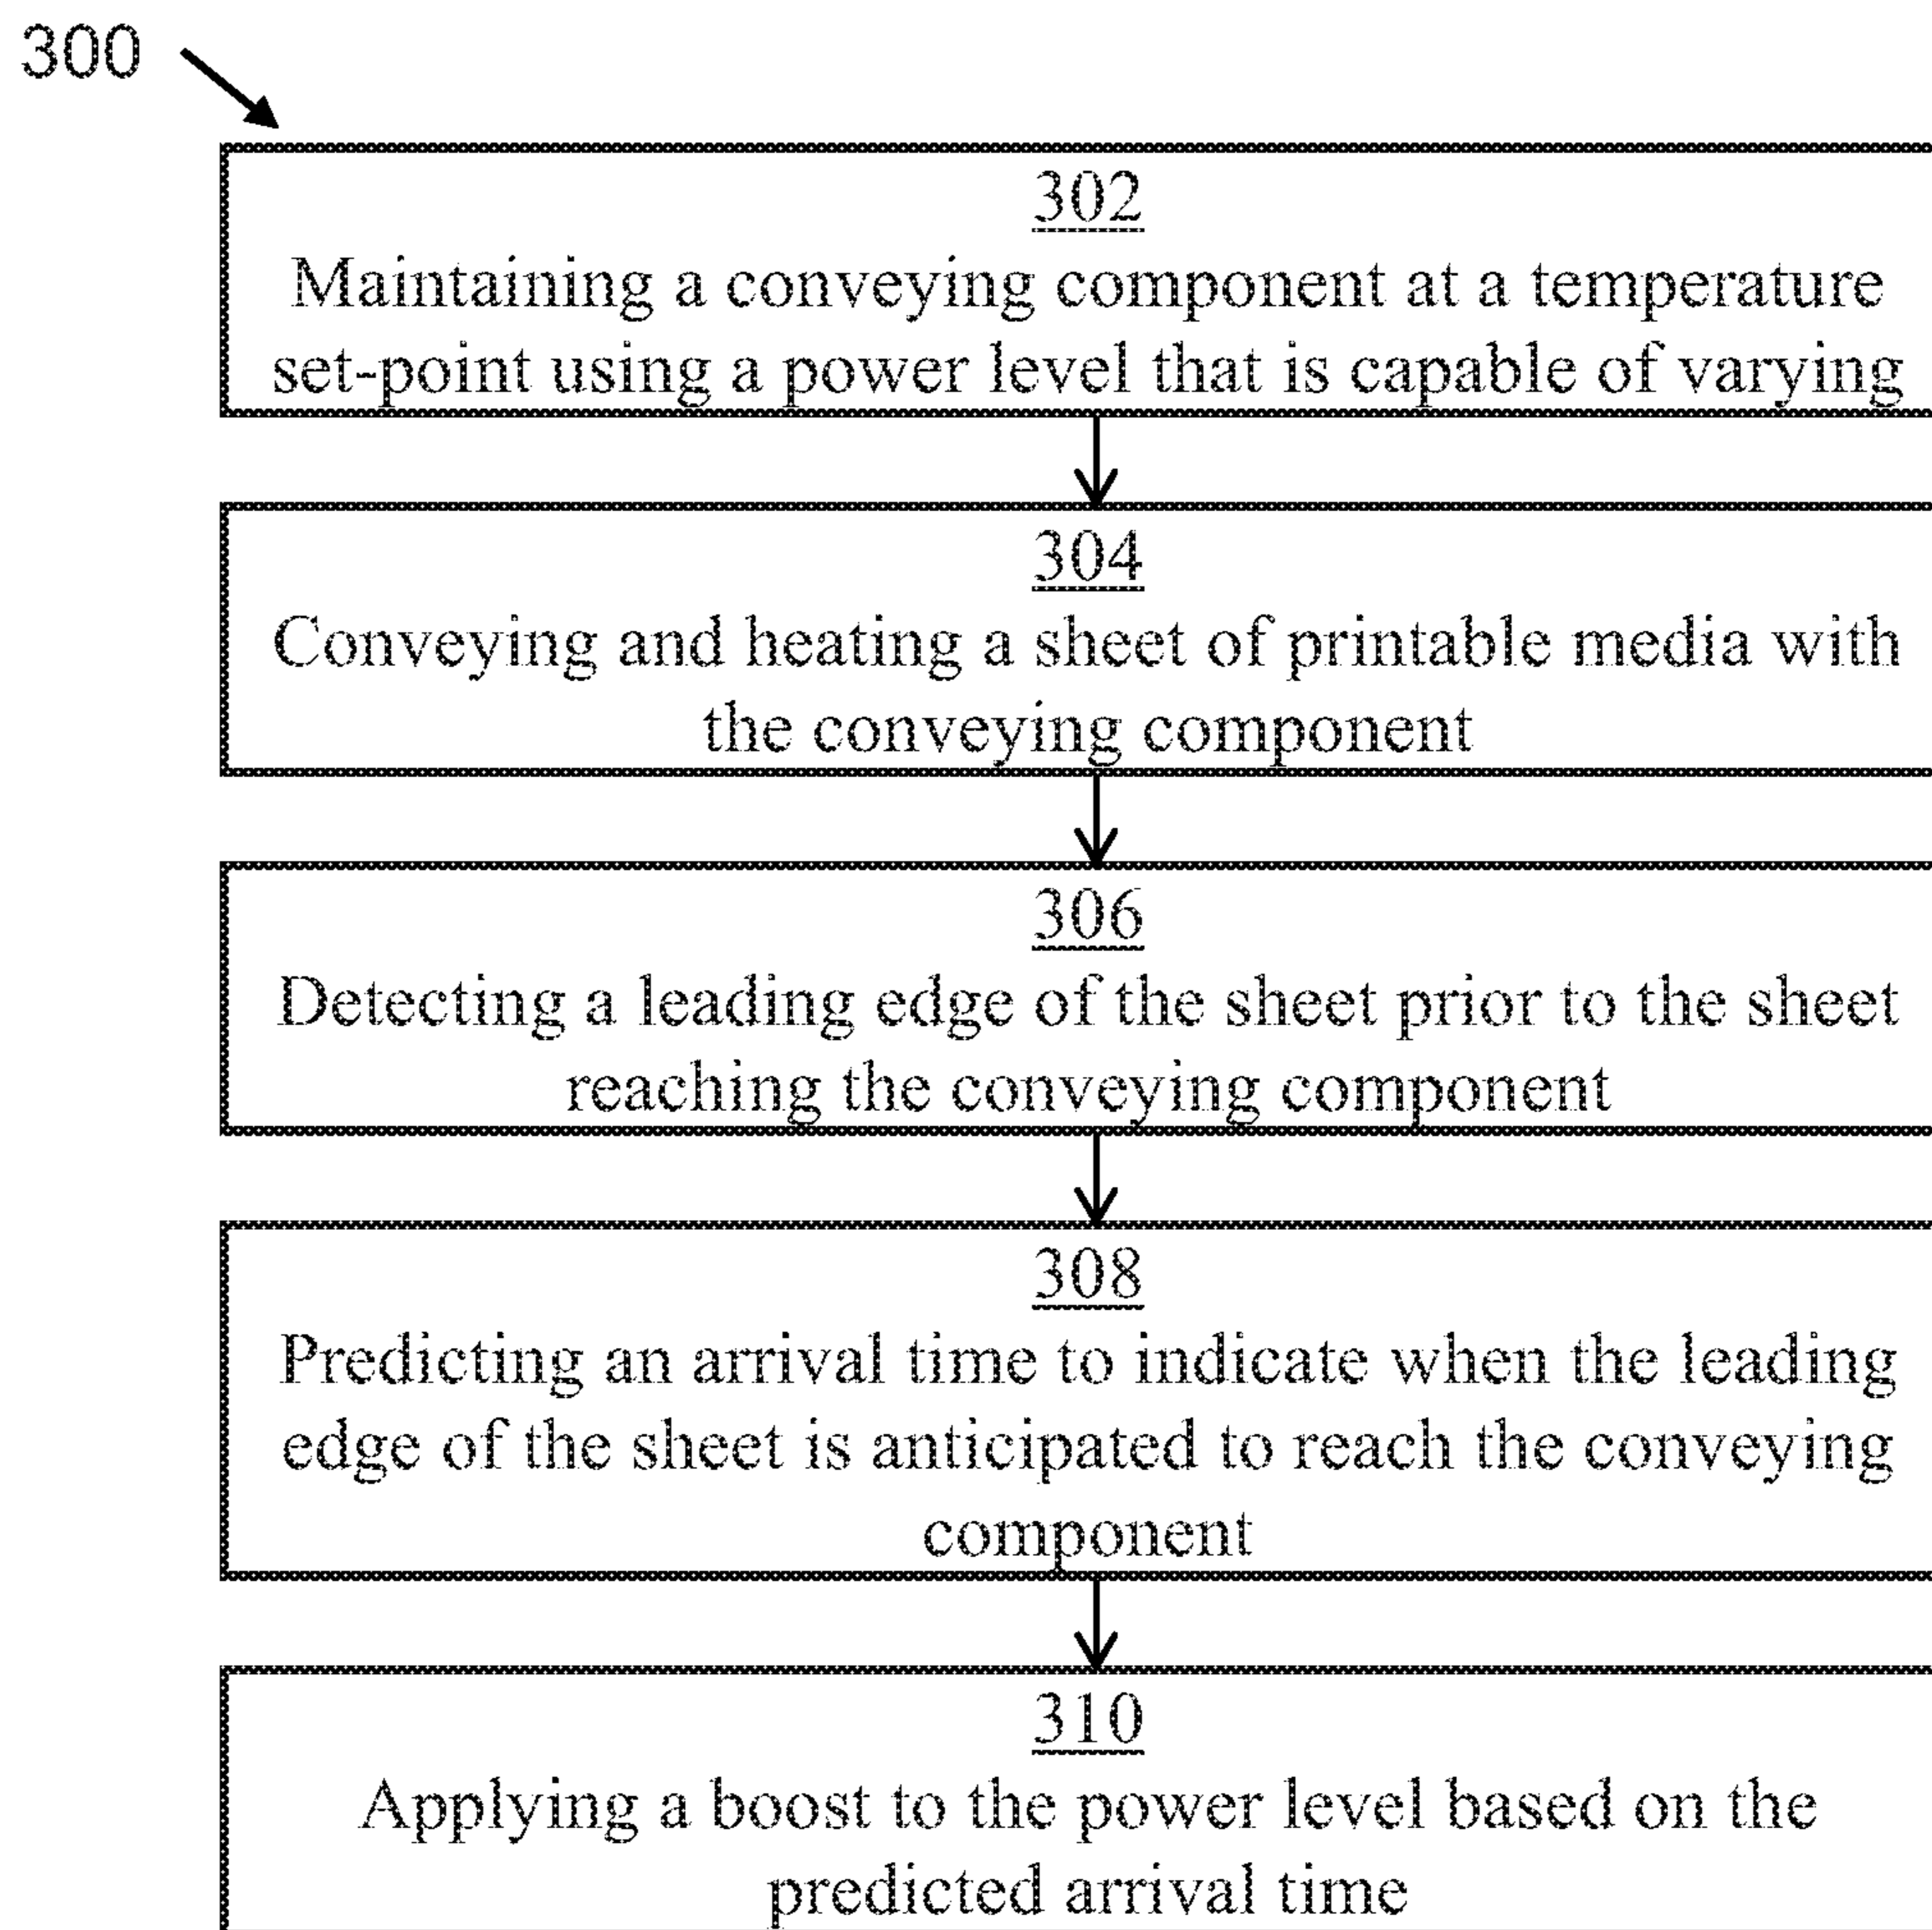 300
302
Maintaining a conveying component at a temperature
set-point using a power level that is capable of varying
304
Conveying and heating a sheet of printable media with
the conveying component
306
Detecting a leading edge of the sheet prior to the sheet
reaching the conveying component
308
Predicting an arrival time to indicate when the leading
edge of the sheet is anticipated to reach the conveying
component
310
Applying a boost to the power level based on the
predicted arrival time